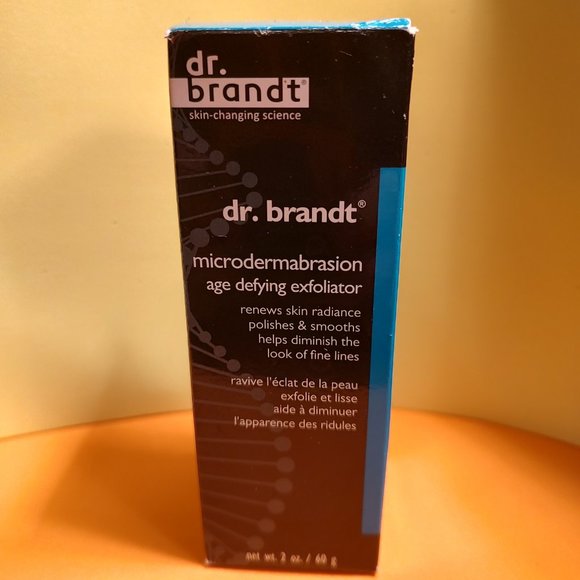 dr.
brandt®
skin-changing science
dr. brandt®
microdermabrasion
age defying exfoliator
renews skin radiance
polishes & smooths
helps diminish the
look of fine lines
ravive l'éclat de la peau
exfolie et lisse
aide à diminuer
l'apparence des ridules
net wt. 2 oz. / 60 g